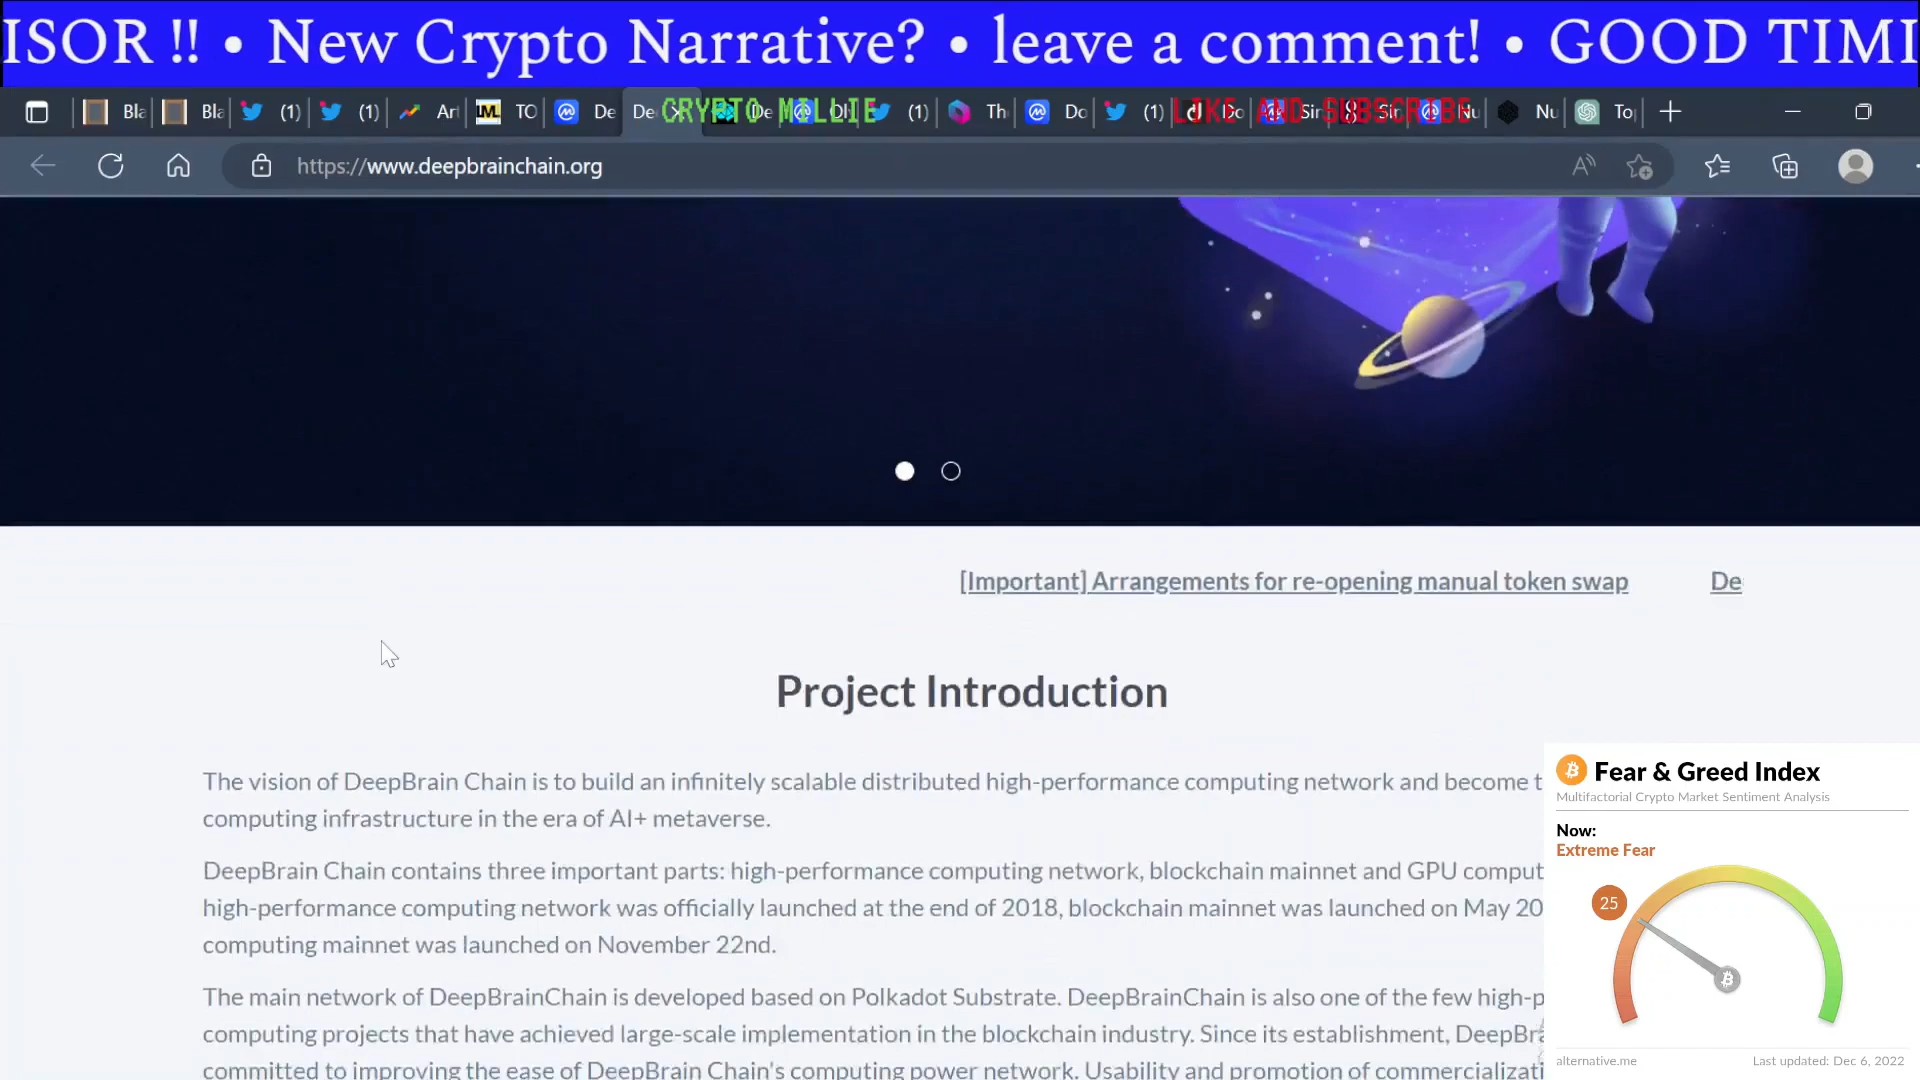 ISOR !! • New Crypto Narrative? • leave a comment! • GOOD TIMI
Bla Bla (1) (1) Art TO De De CRYPTO MILLIE (1) Th Do (1) LIKE AND SUBSCRIBE Nu To
https://www.deepbrainchain.org
[Important] Arrangements for re-opening manual token swap De
Project Introduction
The vision of DeepBrain Chain is to build an infinitely scalable distributed high-performance computing network and become t
computing infrastructure in the era of AI+ metaverse.
DeepBrain Chain contains three important parts: high-performance computing network, blockchain mainnet and GPU comput
high-performance computing network was officially launched at the end of 2018, blockchain mainnet was launched on May 20
computing mainnet was launched on November 22nd.
The main network of DeepBrainChain is developed based on Polkadot Substrate. DeepBrainChain is also one of the few high-p
computing projects that have achieved large-scale implementation in the blockchain industry. Since its establishment, DeepBr
committed to improving the ease of DeepBrain Chain's computing power network. Usability and promotion of commercializati
Fear & Greed Index
Multifactorial Crypto Market Sentiment Analysis
Now:
Extreme Fear
25
alternative.me Last updated: Dec 6, 2022